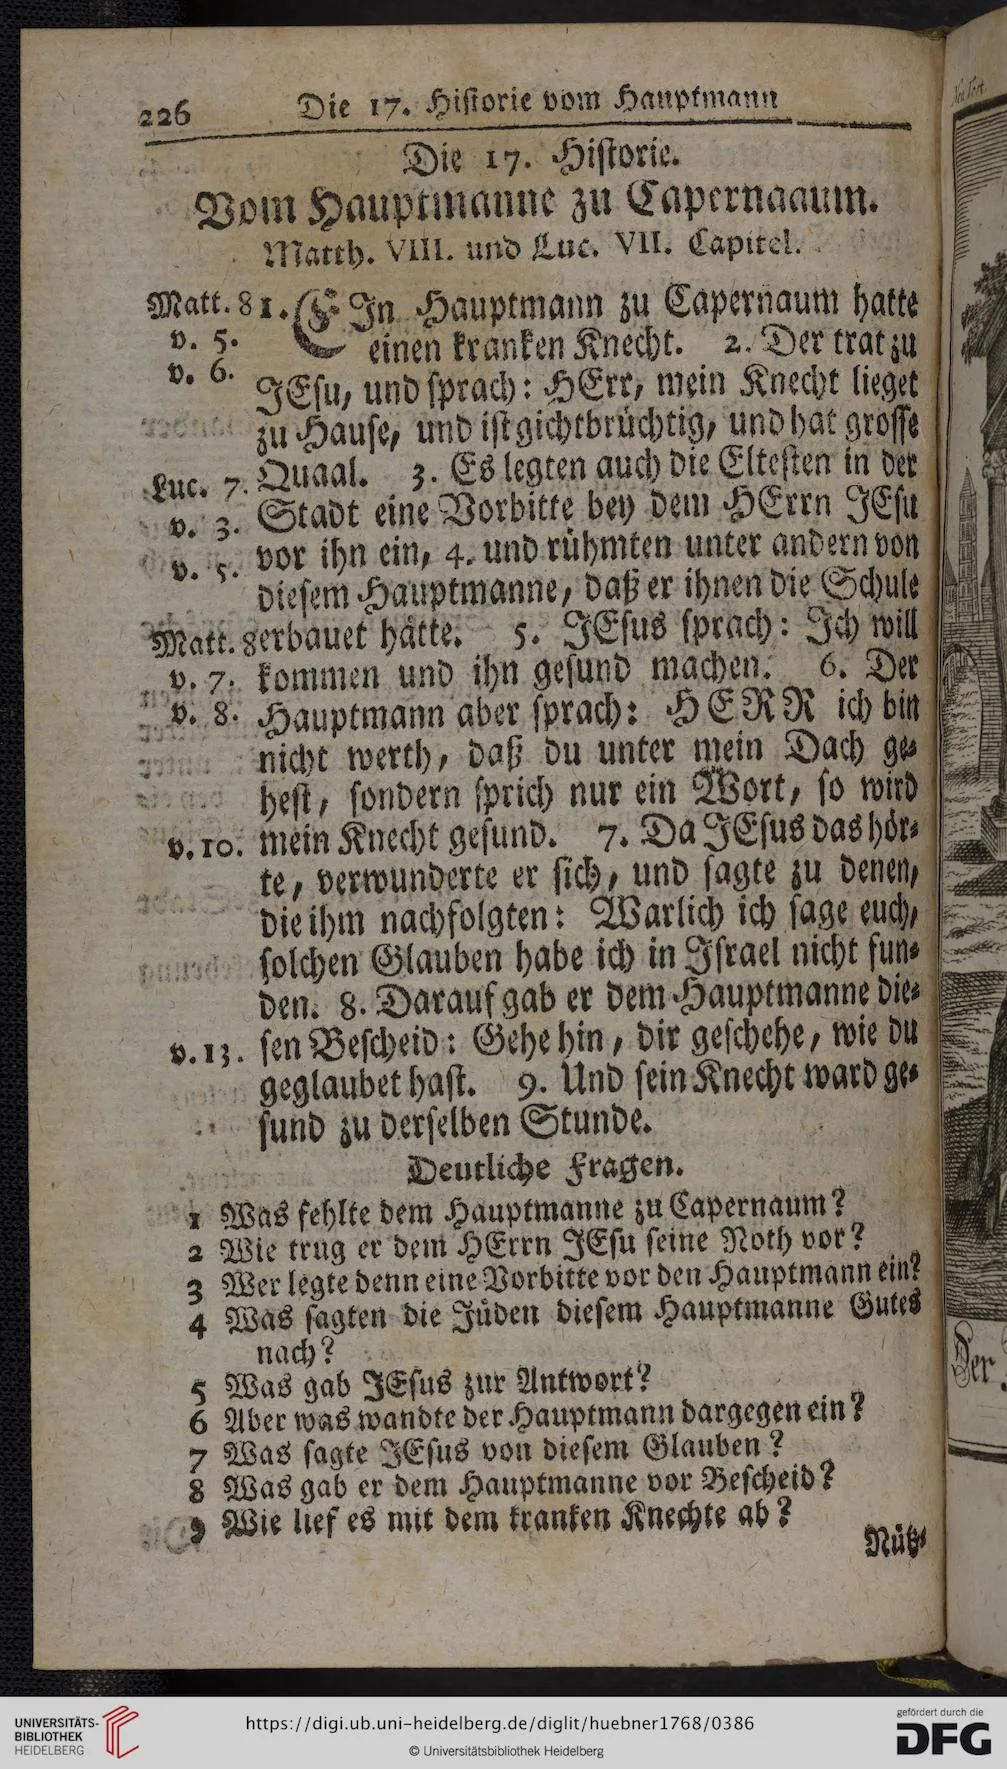 226 Die 17. Historie vom Hauptmann
Die 17. Historie.
Vom Hauptmanne zu Capernaaum.
Matth. VIII. und Luc. VII. Capitel.
Matt. 8 1. EIn Hauptmann zu Capernaum hatte
v. 5. einen kranken Knecht. 2. Der trat zu
v. 6. JEsu, und sprach: HErr, mein Knecht lieget
zu Hause, und ist gichtbrüchtig, und hat grosse
Luc. 7. Quaal. 3. Es legten auch die Eltesten in der
v. 3. Stadt eine Vorbitte bey dem HErrn JEsu
v. 5. vor ihn ein, 4. und rühmten unter andern von
diesem Hauptmanne, daß er ihnen die Schule
Matt. 8 erbauet hätte. 5. JEsus sprach: Ich will
v. 7. kommen und ihn gesund machen. 6. Der
v. 8. Hauptmann aber sprach: HERR ich bin
nicht werth, daß du unter mein Dach ge-
hest, sondern sprich nur ein Wort, so wird
v. 10. mein Knecht gesund. 7. Da JEsus das hör-
te, verwunderte er sich, und sagte zu denen,
die ihm nachfolgten: Warlich ich sage euch,
solchen Glauben habe ich in Israel nicht fun-
den. 8. Darauf gab er dem Hauptmanne die-
v. 13. sen Bescheid: Gehe hin, dir geschehe, wie du
geglaubet hast. 9. Und sein Knecht ward ge-
sund zu derselben Stunde.
Deutliche Fragen.
1 Was fehlte dem Hauptmanne zu Capernaum?
2 Wie trug er dem HErrn JEsu seine Noth vor?
3 Wer legte denn eine Vorbitte vor den Hauptmann ein?
4 Was sagten die Jüden diesem Hauptmanne Gutes
nach?
5 Was gab JEsus zur Antwort?
6 Aber was wandte der Hauptmann dargegen ein?
7 Was sagte JEsus von diesem Glauben?
8 Was gab er dem Hauptmanne vor Bescheid?
9 Wie lief es mit dem kranken Knechte ab?
Nütz-
Der
UNIVERSITÄTS-
BIBLIOTHEK
HEIDELBERG
https://digi.ub.uni-heidelberg.de/diglit/huebner1768/0386
© Universitätsbibliothek Heidelberg
gefördert durch die
DFG